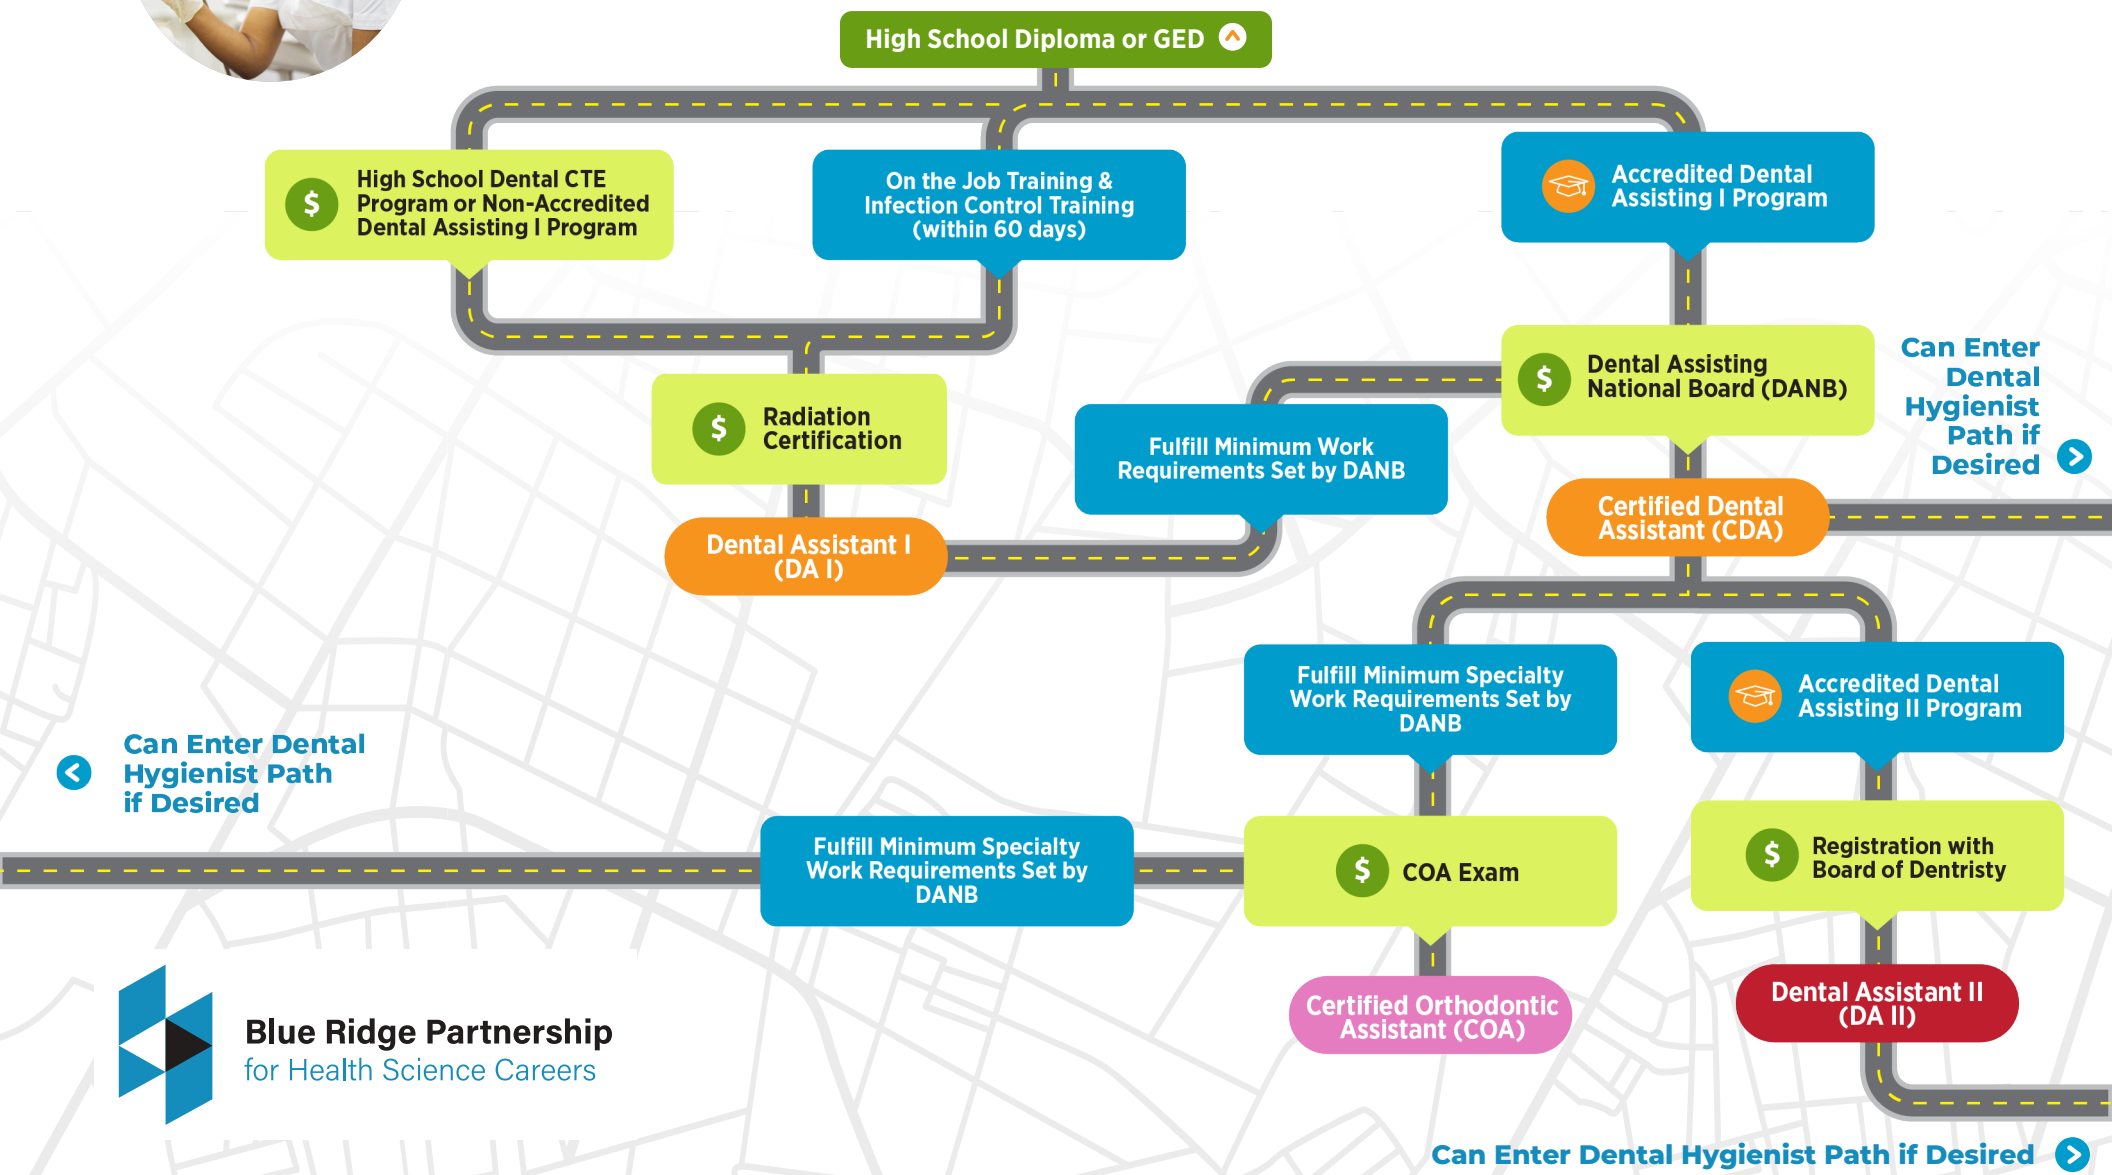 High School Diploma or GED
$
High School Dental CTE
Program or Non-Accredited
Dental Assisting I Program
On the Job Training &
Infection Control Training
(within 60 days)
Accredited Dental
Assisting I Program
$
Radiation
Certification
Fulfill Minimum Work
Requirements Set by DANB
$
Dental Assisting
National Board (DANB)
Can Enter
Dental
Hygienist
Path if
Desired
Dental Assistant I
(DA I)
Certified Dental
Assistant (CDA)
Fulfill Minimum Specialty
Work Requirements Set by
DANB
Accredited Dental
Assisting II Program
Can Enter Dental
Hygienist Path
if Desired
Fulfill Minimum Specialty
Work Requirements Set by
DANB
$
COA Exam
$
Registration with
Board of Dentristy
Certified Orthodontic
Assistant (COA)
Dental Assistant II
(DA II)
Blue Ridge Partnership
for Health Science Careers
Can Enter Dental Hygienist Path if Desired